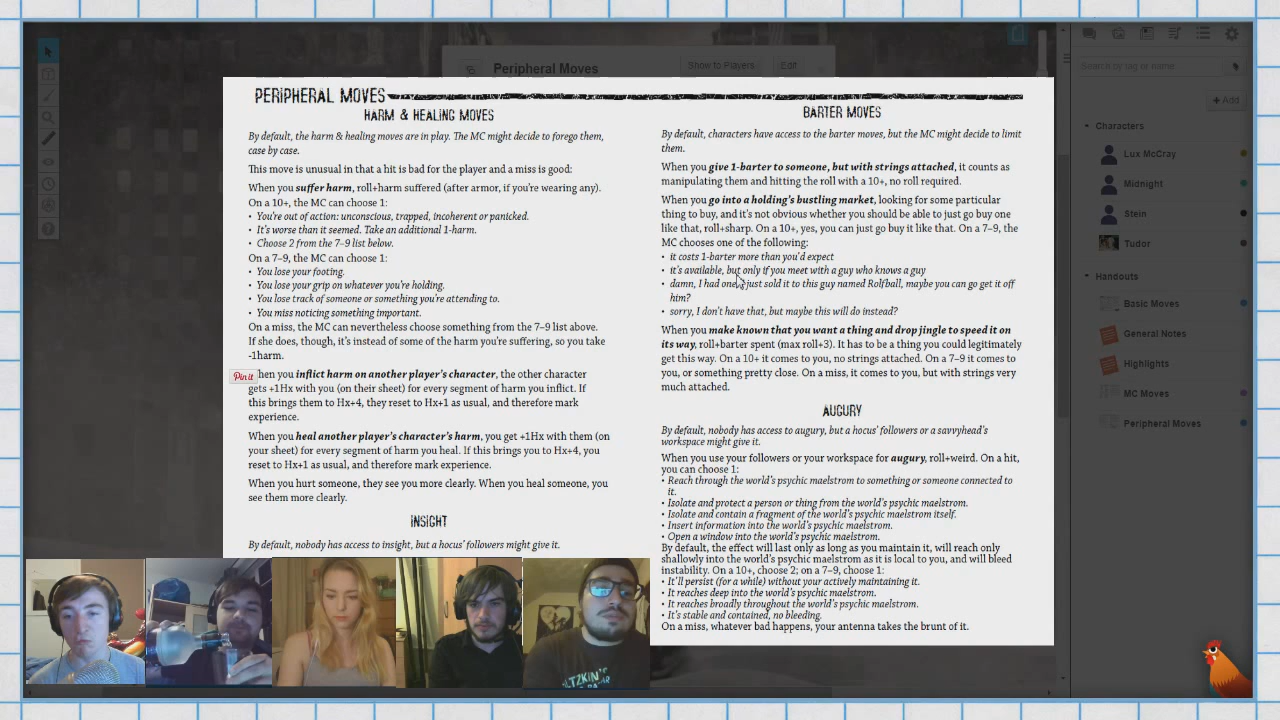 Peripheral Moves
Show to Players
Edit
Search by tag or name
+ Add
Characters
Lux McCray
Midnight
Stein
Tudor
Handouts
Basic Moves
General Notes
Highlights
MC Moves
Peripheral Moves
PERIPHERAL MOVES
HARM & HEALING MOVES
By default, the harm & healing moves are in play. The MC might decide to forego them,
case by case.
This move is unusual in that a hit is bad for the player and a miss is good:
When you suffer harm, roll+harm suffered (after armor, if you're wearing any).
On a 10+, the MC can choose 1:
• You're out of action: unconscious, trapped, incoherent or panicked.
• It's worse than it seemed. Take an additional 1-harm.
• Choose 2 from the 7–9 list below.
On a 7–9, the MC can choose 1:
• You lose your footing.
• You lose your grip on whatever you're holding.
• You lose track of someone or something you're attending to.
• You miss noticing something important.
On a miss, the MC can nevertheless choose something from the 7–9 list above.
If she does, though, it's instead of some of the harm you're suffering, so you take
-1harm.
Pin it
hen you inflict harm on another player's character, the other character
gets +1Hx with you (on their sheet) for every segment of harm you inflict. If
this brings them to Hx+4, they reset to Hx+1 as usual, and therefore mark
experience.
When you heal another player's character's harm, you get +1Hx with them (on
your sheet) for every segment of harm you heal. If this brings you to Hx+4, you
reset to Hx+1 as usual, and therefore mark experience.
When you hurt someone, they see you more clearly. When you heal someone, you
see them more clearly.
INSIGHT
By default, nobody has access to insight, but a hocus' followers might give it.
BARTER MOVES
By default, characters have access to the barter moves, but the MC might decide to limit
them.
When you give 1-barter to someone, but with strings attached, it counts as
manipulating them and hitting the roll with a 10+, no roll required.
When you go into a holding's bustling market, looking for some particular
thing to buy, and it's not obvious whether you should be able to just go buy one
like that, roll+sharp. On a 10+, yes, you can just go buy it like that. On a 7–9, the
MC chooses one of the following:
• it costs 1-barter more than you'd expect
• it's available, but only if you meet with a guy who knows a guy
• damn, I had one, I just sold it to this guy named Rolfball, maybe you can go get it off
him?
• sorry, I don't have that, but maybe this will do instead?
When you make known that you want a thing and drop jingle to speed it on
its way, roll+barter spent (max roll+3). It has to be a thing you could legitimately
get this way. On a 10+ it comes to you, no strings attached. On a 7–9 it comes to
you, or something pretty close. On a miss, it comes to you, but with strings very
much attached.
AUGURY
By default, nobody has access to augury, but a hocus' followers or a savvyhead's
workspace might give it.
When you use your followers or your workspace for augury, roll+weird. On a hit,
you can choose 1:
• Reach through the world's psychic maelstrom to something or someone connected to
it.
• Isolate and protect a person or thing from the world's psychic maelstrom.
• Isolate and contain a fragment of the world's psychic maelstrom itself.
• Insert information into the world's psychic maelstrom.
• Open a window into the world's psychic maelstrom.
By default, the effect will last only as long as you maintain it, will reach only
shallowly into the world's psychic maelstrom as it is local to you, and will bleed
instability. On a 10+, choose 2; on a 7–9, choose 1:
• It'll persist (for a while) without your actively maintaining it.
• It reaches deep into the world's psychic maelstrom.
• It reaches broadly throughout the world's psychic maelstrom.
• It's stable and contained, no bleeding.
On a miss, whatever bad happens, your antenna takes the brunt of it.